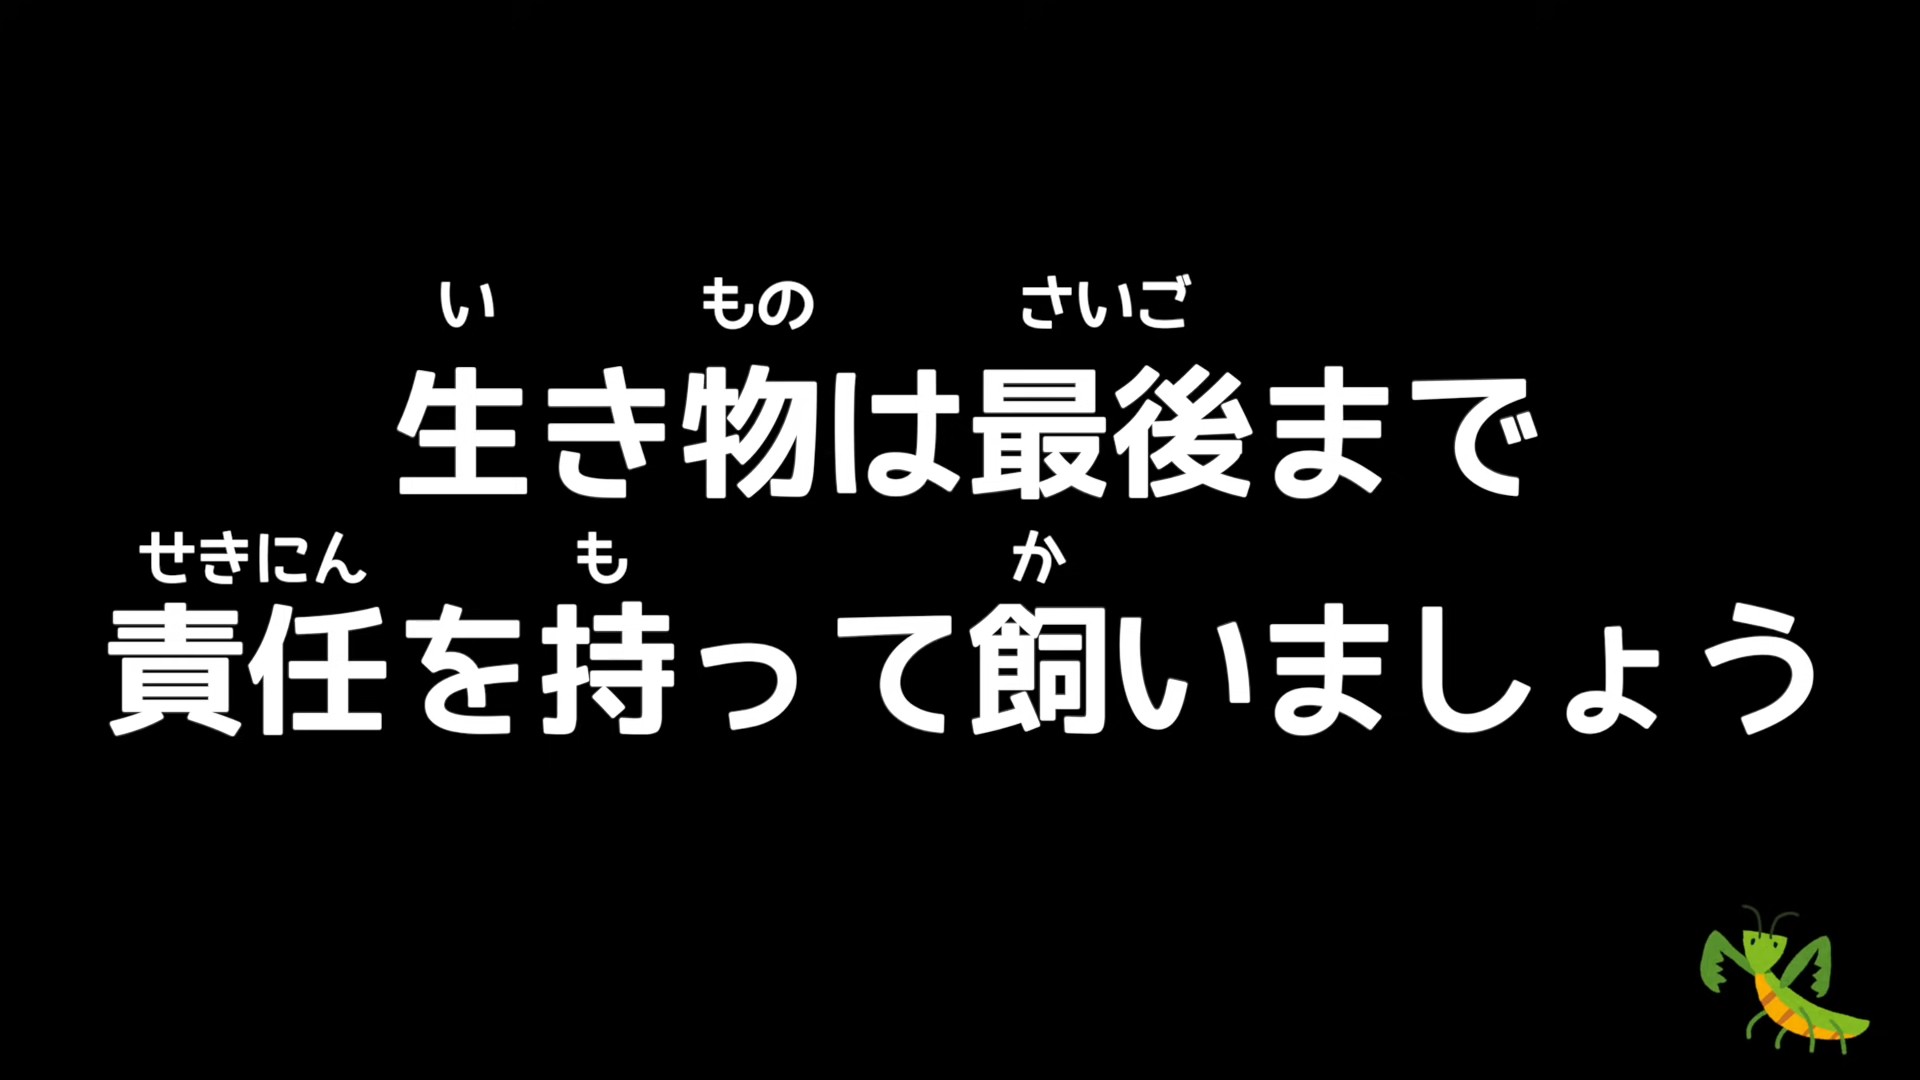 い もの さいご
生き物は最後まで
せきにん も か
責任を持って飼いましょう